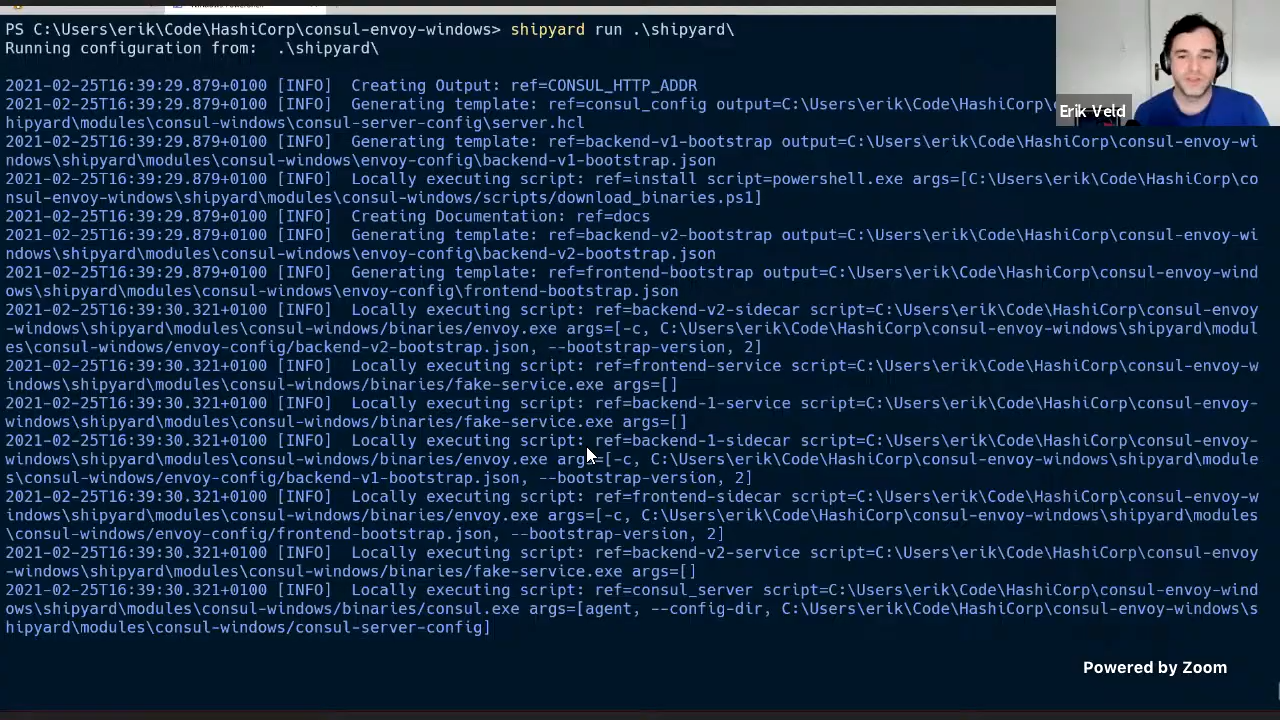 PS C:\Users\erik\Code\HashiCorp\consul-envoy-windows> shipyard run .\shipyard\
Running configuration from:  .\shipyard\
2021-02-25T16:39:29.879+0100 [INFO]  Creating Output: ref=CONSUL_HTTP_ADDR
2021-02-25T16:39:29.879+0100 [INFO]  Generating template: ref=consul_config output=C:\Users\erik\Code\HashiCorp\
hipyard\modules\consul-windows\consul-server-config\server.hcl
2021-02-25T16:39:29.879+0100 [INFO]  Generating template: ref=backend-v1-bootstrap output=C:\Users\erik\Code\HashiCorp\consul-envoy-wi
ndows\shipyard\modules\consul-windows\envoy-config\backend-v1-bootstrap.json
2021-02-25T16:39:29.879+0100 [INFO]  Locally executing script: ref=install script=powershell.exe args=[C:\Users\erik\Code\HashiCorp\co
nsul-envoy-windows\shipyard\modules\consul-windows/scripts/download_binaries.ps1]
2021-02-25T16:39:29.879+0100 [INFO]  Creating Documentation: ref=docs
2021-02-25T16:39:29.879+0100 [INFO]  Generating template: ref=backend-v2-bootstrap output=C:\Users\erik\Code\HashiCorp\consul-envoy-wi
ndows\shipyard\modules\consul-windows\envoy-config\backend-v2-bootstrap.json
2021-02-25T16:39:29.879+0100 [INFO]  Generating template: ref=frontend-bootstrap output=C:\Users\erik\Code\HashiCorp\consul-envoy-wind
ows\shipyard\modules\consul-windows\envoy-config\frontend-bootstrap.json
2021-02-25T16:39:30.321+0100 [INFO]  Locally executing script: ref=backend-v2-sidecar script=C:\Users\erik\Code\HashiCorp\consul-envoy
-windows\shipyard\modules\consul-windows/binaries/envoy.exe args=[-c, C:\Users\erik\Code\HashiCorp\consul-envoy-windows\shipyard\modul
es\consul-windows/envoy-config/backend-v2-bootstrap.json, --bootstrap-version, 2]
2021-02-25T16:39:30.321+0100 [INFO]  Locally executing script: ref=frontend-service script=C:\Users\erik\Code\HashiCorp\consul-envoy-w
indows\shipyard\modules\consul-windows/binaries/fake-service.exe args=[]
2021-02-25T16:39:30.321+0100 [INFO]  Locally executing script: ref=backend-1-service script=C:\Users\erik\Code\HashiCorp\consul-envoy-
windows\shipyard\modules\consul-windows/binaries/fake-service.exe args=[]
2021-02-25T16:39:30.321+0100 [INFO]  Locally executing script: ref=backend-1-sidecar script=C:\Users\erik\Code\HashiCorp\consul-envoy-
windows\shipyard\modules\consul-windows/binaries/envoy.exe args=[-c, C:\Users\erik\Code\HashiCorp\consul-envoy-windows\shipyard\module
s\consul-windows/envoy-config/backend-v1-bootstrap.json, --bootstrap-version, 2]
2021-02-25T16:39:30.321+0100 [INFO]  Locally executing script: ref=frontend-sidecar script=C:\Users\erik\Code\HashiCorp\consul-envoy-w
indows\shipyard\modules\consul-windows/binaries/envoy.exe args=[-c, C:\Users\erik\Code\HashiCorp\consul-envoy-windows\shipyard\modules
\consul-windows/envoy-config/frontend-bootstrap.json, --bootstrap-version, 2]
2021-02-25T16:39:30.321+0100 [INFO]  Locally executing script: ref=backend-v2-service script=C:\Users\erik\Code\HashiCorp\consul-envoy
-windows\shipyard\modules\consul-windows/binaries/fake-service.exe args=[]
2021-02-25T16:39:30.321+0100 [INFO]  Locally executing script: ref=consul_server script=C:\Users\erik\Code\HashiCorp\consul-envoy-wind
ows\shipyard\modules\consul-windows/binaries/consul.exe args=[agent, --config-dir, C:\Users\erik\Code\HashiCorp\consul-envoy-windows\s
hipyard\modules\consul-windows/consul-server-config]
Erik Veld
Powered by Zoom